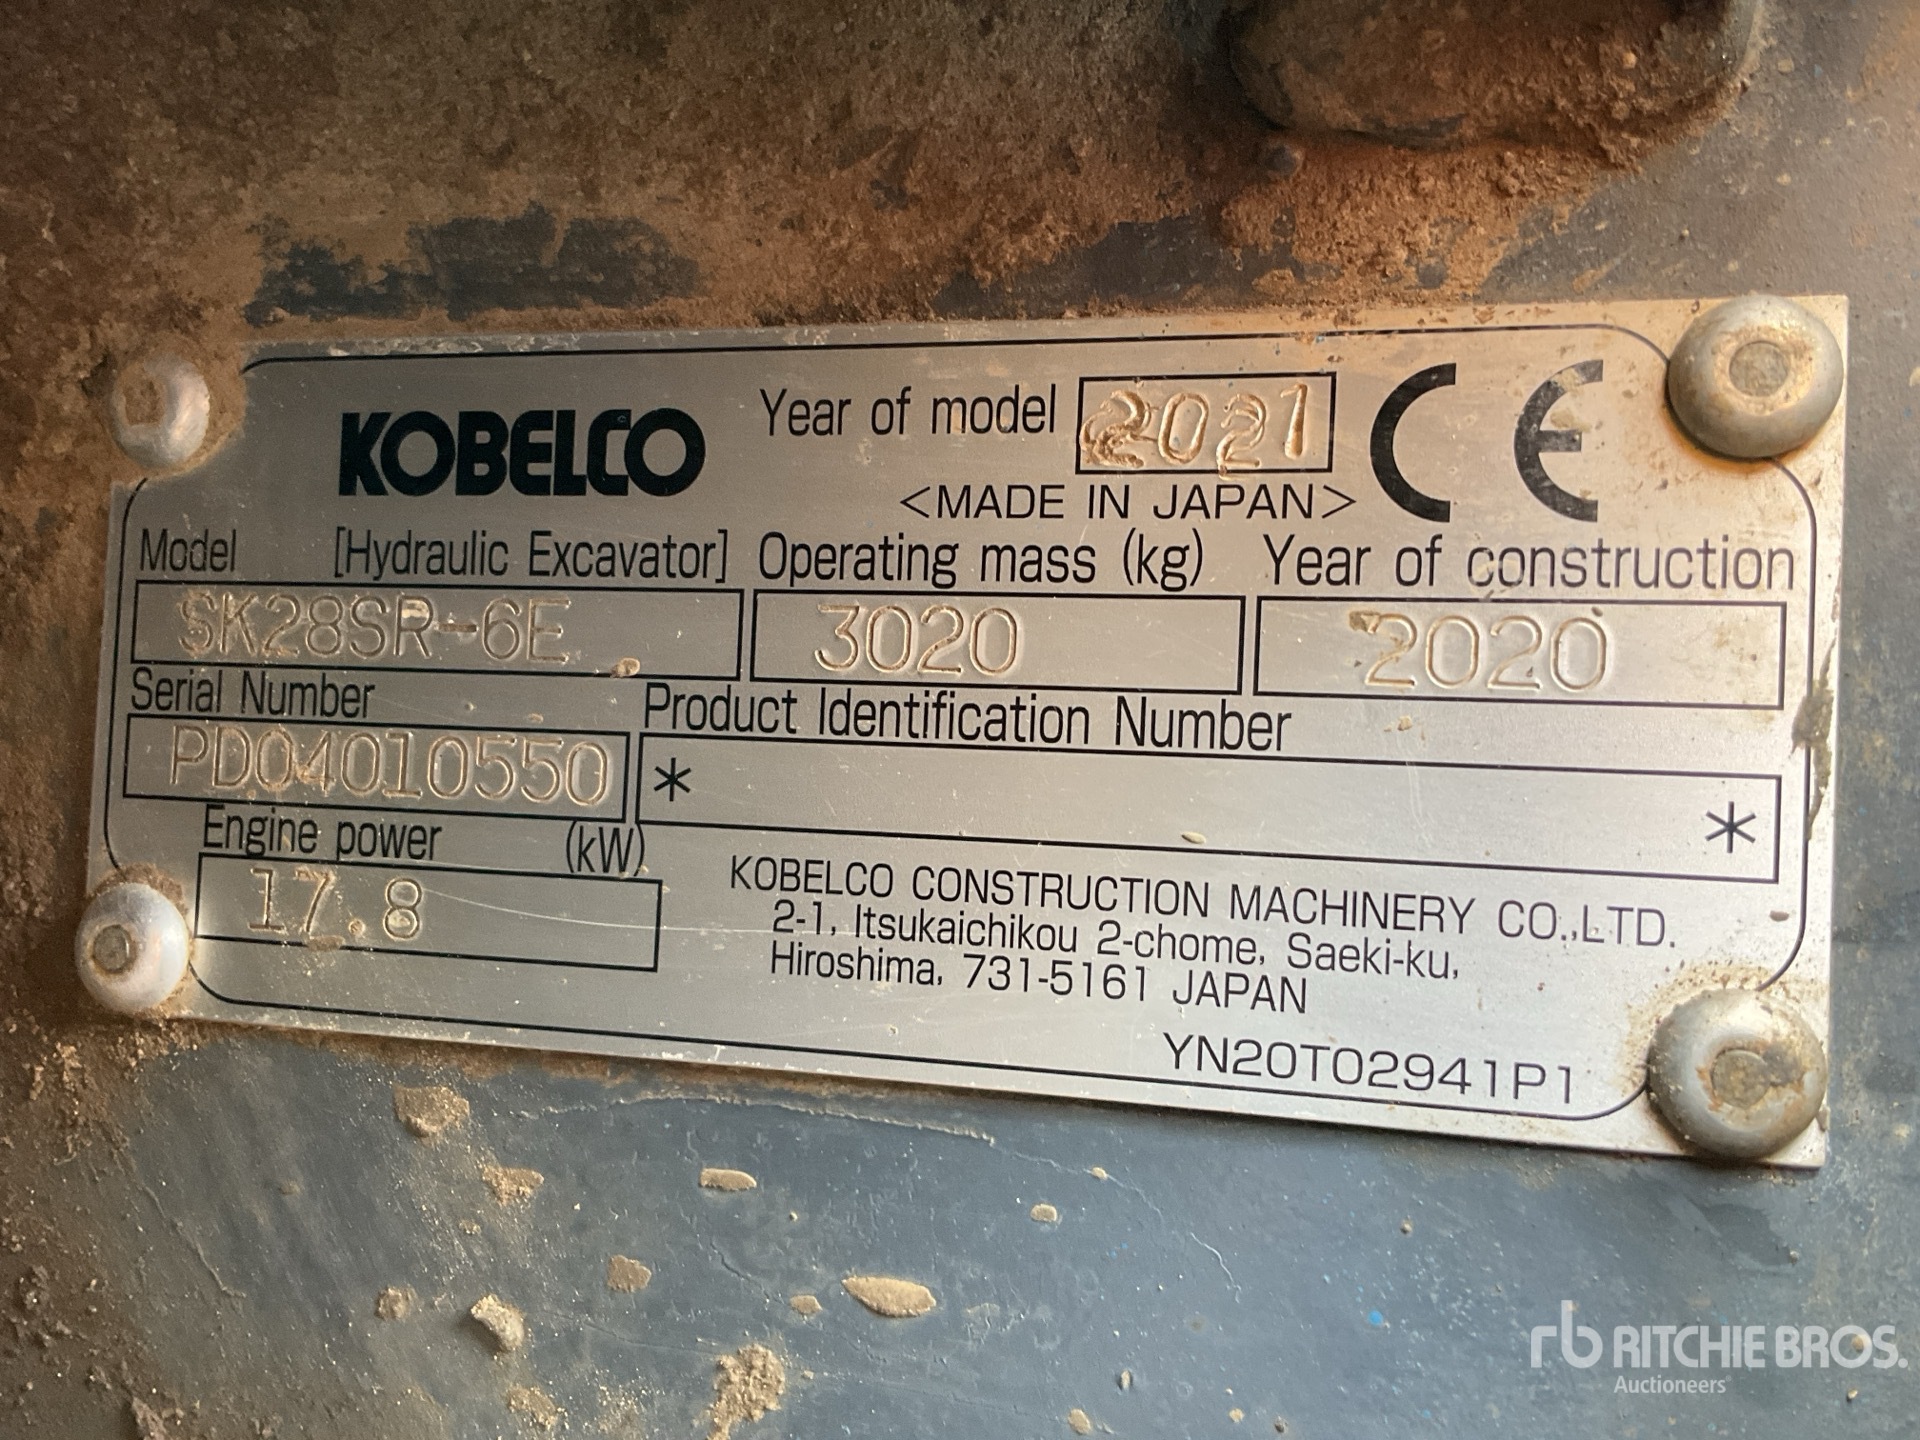 KOBELCO
Year of model 2021
CE
<MADE IN JAPAN>
Model [Hydraulic Excavator] Operating mass (kg) Year of construction
SK28SR-6E 3020 2020
Serial Number Product Identification Number
PD04010550 * *
Engine power (kW)
17.8
KOBELCO CONSTRUCTION MACHINERY CO.,LTD.
2-1, Itsukaichikou 2-chome, Saeki-ku,
Hiroshima, 731-5161 JAPAN
YN20T02941P1
rb RITCHIE BROS.
Auctioneers